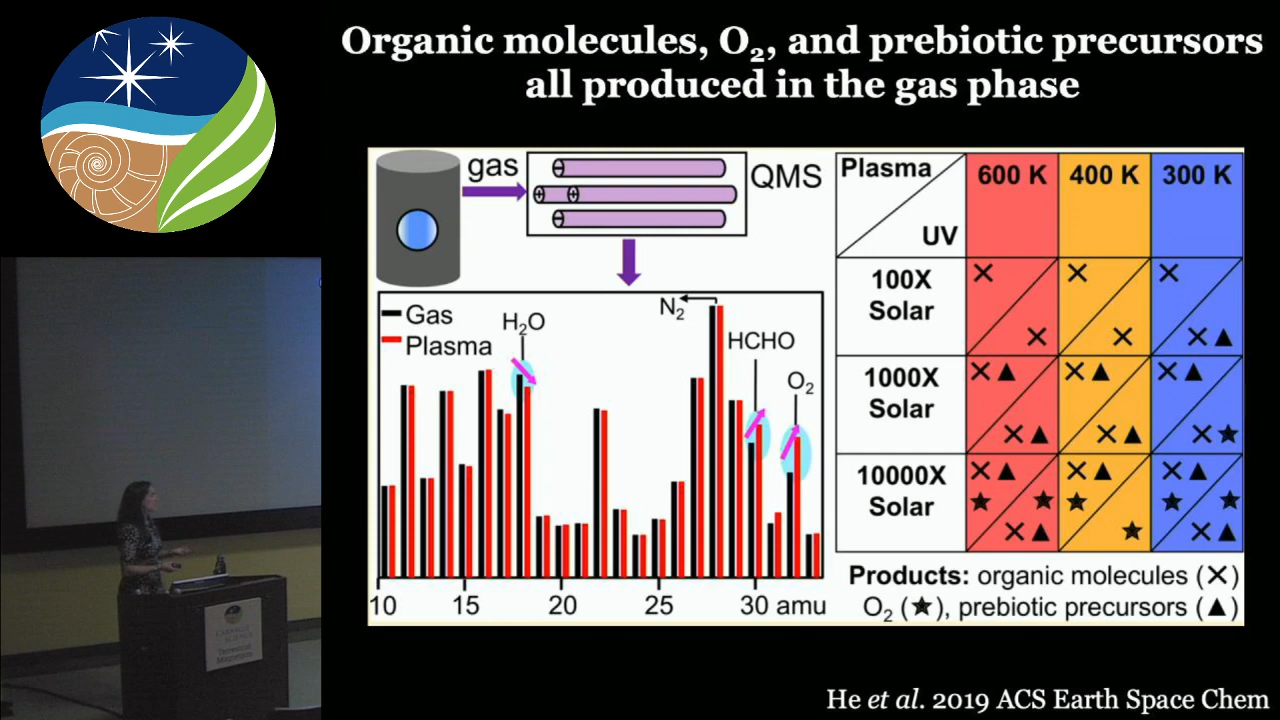 Organic molecules, O₂, and prebiotic precursors
all produced in the gas phase
gas
QMS
Gas
Plasma
H₂O
N₂
HCHO
O₂
10 15 20 25 30 amu
Plasma
UV
600 K 400 K 300 K
100X
Solar
1000X
Solar
10000X
Solar
Products: organic molecules (✕)
O₂ (★), prebiotic precursors (▲)
He et al. 2019 ACS Earth Space Chem